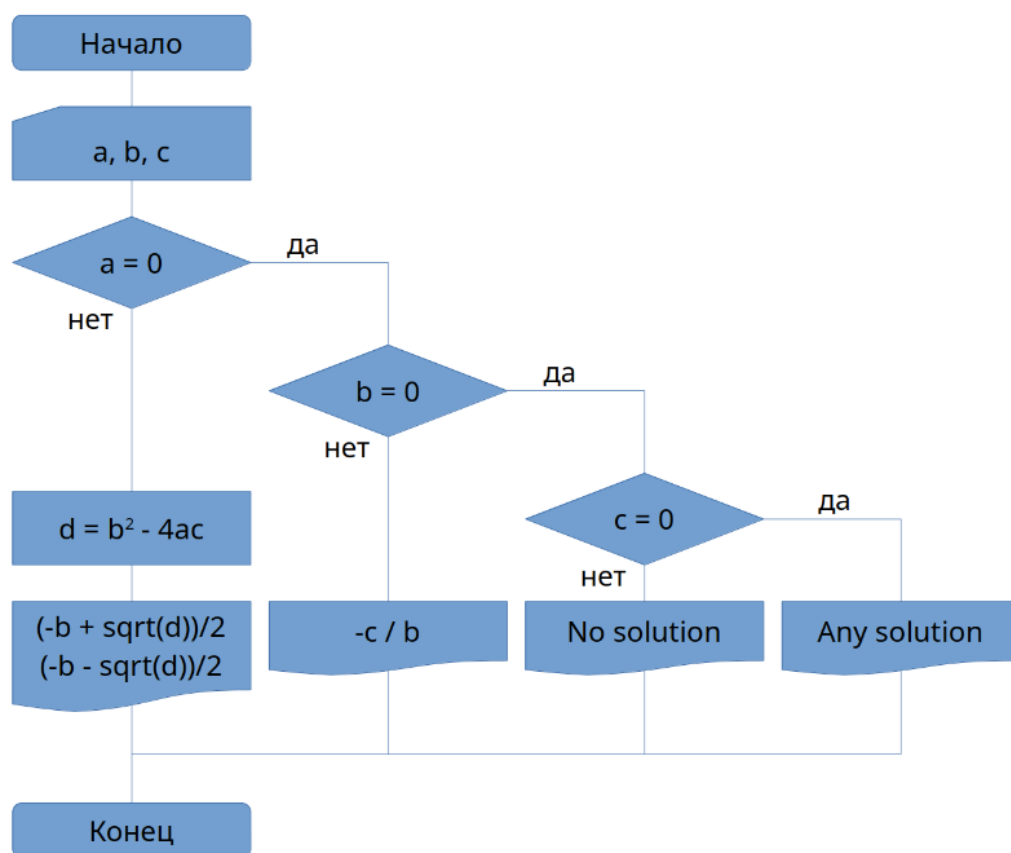 Начало
a, b, c
a = 0
да
нет
b = 0
да
нет
c = 0
да
нет
d = b² - 4ac
(-b + sqrt(d))/2
(-b - sqrt(d))/2
-c / b
No solution
Any solution
Конец